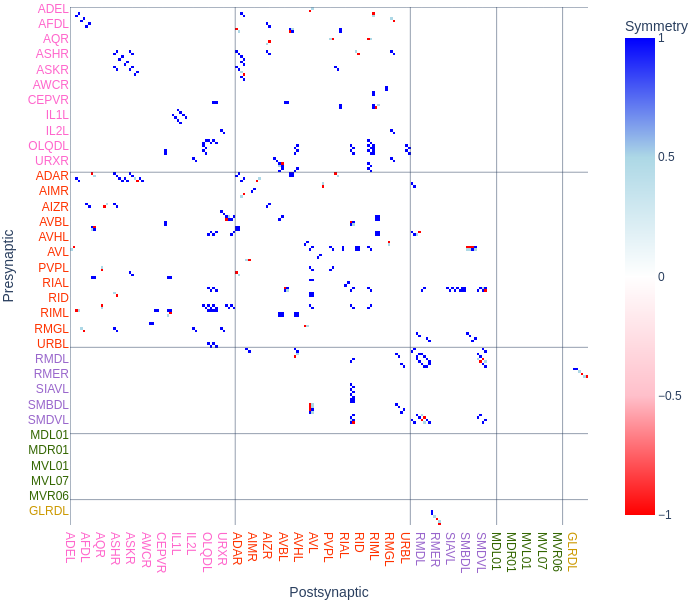 Symmetry
1
0.5
0
−0.5
−1
Presynaptic
ADEL
AFDL
AQR
ASHR
ASKR
AWCR
CEPVR
IL1L
IL2L
OLQDL
URXR
ADAR
AIMR
AIZR
AVBL
AVHL
AVL
PVPL
RIAL
RID
RIML
RMGL
URBL
RMDL
RMER
SIAVL
SMBDL
SMDVL
MDL01
MDR01
MVL01
MVL07
MVR06
GLRDL
ADEL
AFDL
AQR
ASHR
ASKR
AWCR
CEPVR
IL1L
IL2L
OLQDL
URXR
ADAR
AIMR
AIZR
AVBL
AVHL
AVL
PVPL
RIAL
RID
RIML
RMGL
URBL
RMDL
RMER
SIAVL
SMBDL
SMDVL
MDL01
MDR01
MVL01
MVL07
MVR06
GLRDL
Postsynaptic